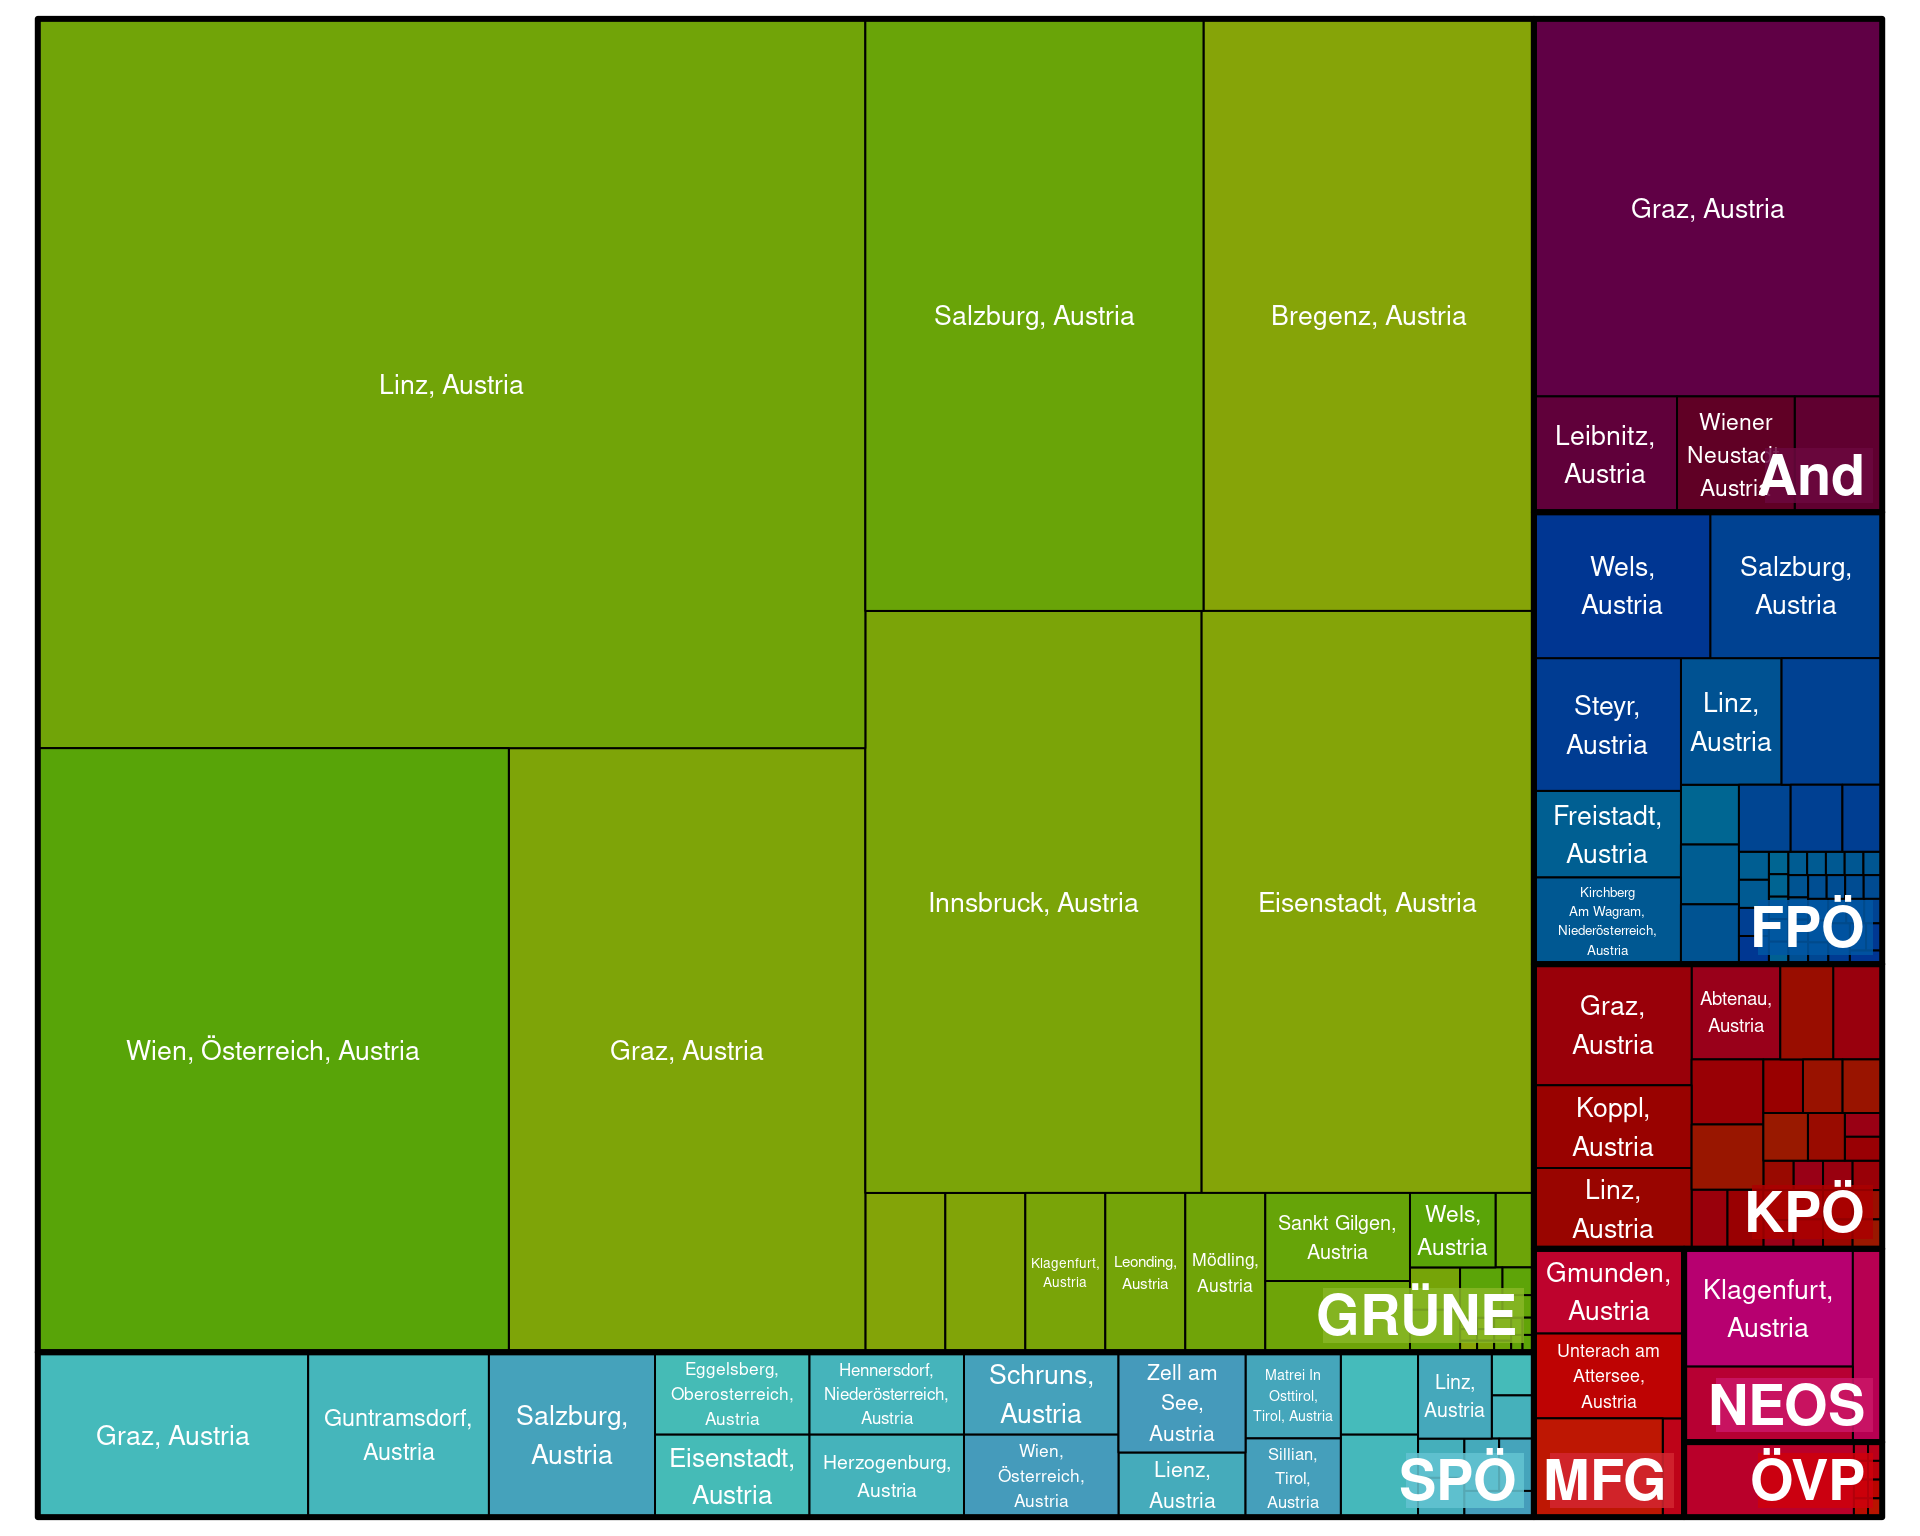 Linz, Austria
Salzburg, Austria
Bregenz, Austria
Wien, Österreich, Austria
Graz, Austria
Innsbruck, Austria
Eisenstadt, Austria
Klagenfurt,
Austria
Leonding,
Austria
Mödling,
Austria
Sankt Gilgen,
Austria
Wels,
Austria
GRÜNE
Graz, Austria
Guntramsdorf,
Austria
Salzburg,
Austria
Eggelsberg,
Oberosterreich,
Austria
Eisenstadt,
Austria
Hennersdorf,
Niederösterreich,
Austria
Herzogenburg,
Austria
Schruns,
Austria
Wien,
Österreich,
Austria
Zell am
See,
Austria
Lienz,
Austria
Matrei In
Osttirol,
Tirol, Austria
Sillian,
Tirol,
Austria
Linz,
Austria
SPÖ
Graz, Austria
Leibnitz,
Austria
Wiener
Neustadt,
Austria
And
Wels,
Austria
Salzburg,
Austria
Steyr,
Austria
Linz,
Austria
Freistadt,
Austria
Kirchberg
Am Wagram,
Niederösterreich,
Austria
FPÖ
Graz,
Austria
Abtenau,
Austria
Koppl,
Austria
Linz,
Austria
KPÖ
Gmunden,
Austria
Unterach am
Attersee,
Austria
MFG
Klagenfurt,
Austria
NEOS
ÖVP